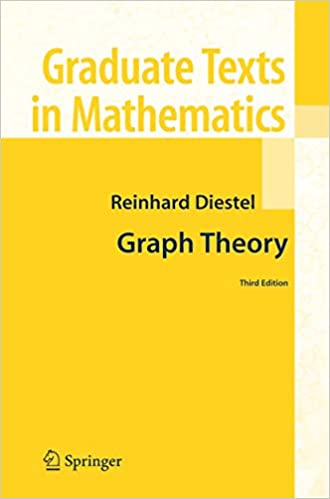 Graduate Texts
in Mathematics
Reinhard Diestel
Graph Theory
Third Edition
Springer